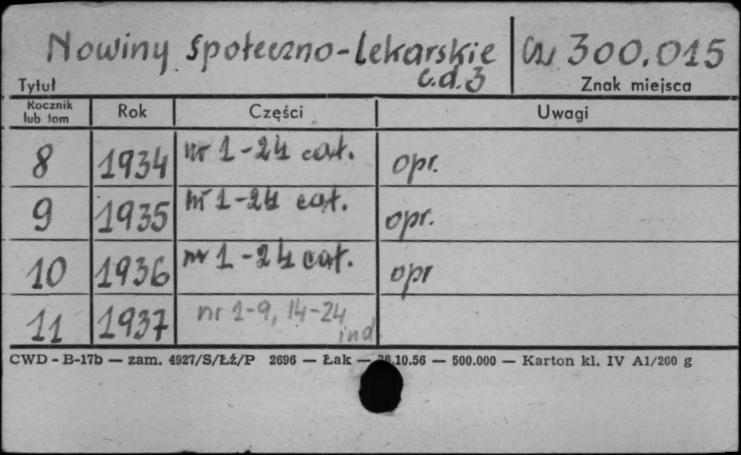 Nowiny Społeczno-Lekarskie
c.d.3
Cz 300.015
Tytuł
Znak miejsca
Rocznik lub tom Rok Części Uwagi
8 1934 nr 1-24 cał. opr.
9 1935 nr 1-24 cał. opr.
10 1936 nr 1-24 cał. opr
11 1937 nr 1-9, 14-24
ind
CWD - B-17b — zam. 4927/S/Łż/P 2696 — Łak — 10.56 — 500.000 — Karton kl. IV A1/200 g